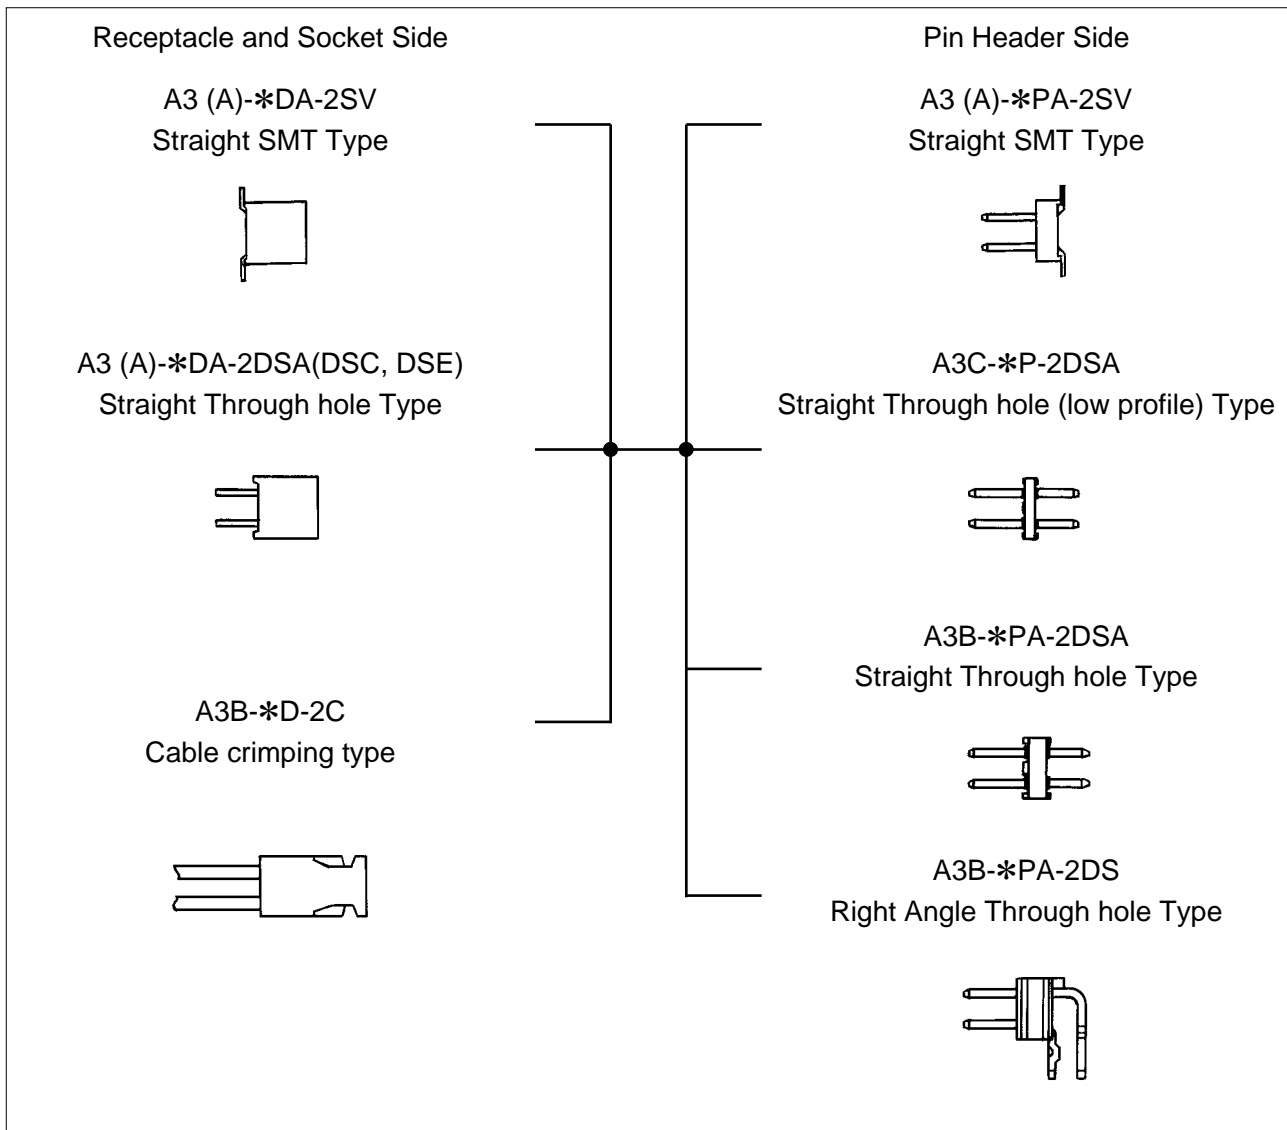 Receptacle and Socket Side
A3 (A)-*DA-2SV
Straight SMT Type
A3 (A)-*DA-2DSA(DSC, DSE)
Straight Through hole Type
A3B-*D-2C
Cable crimping type
Pin Header Side
A3 (A)-*PA-2SV
Straight SMT Type
A3C-*P-2DSA
Straight Through hole (low profile) Type
A3B-*PA-2DSA
Straight Through hole Type
A3B-*PA-2DS
Right Angle Through hole Type